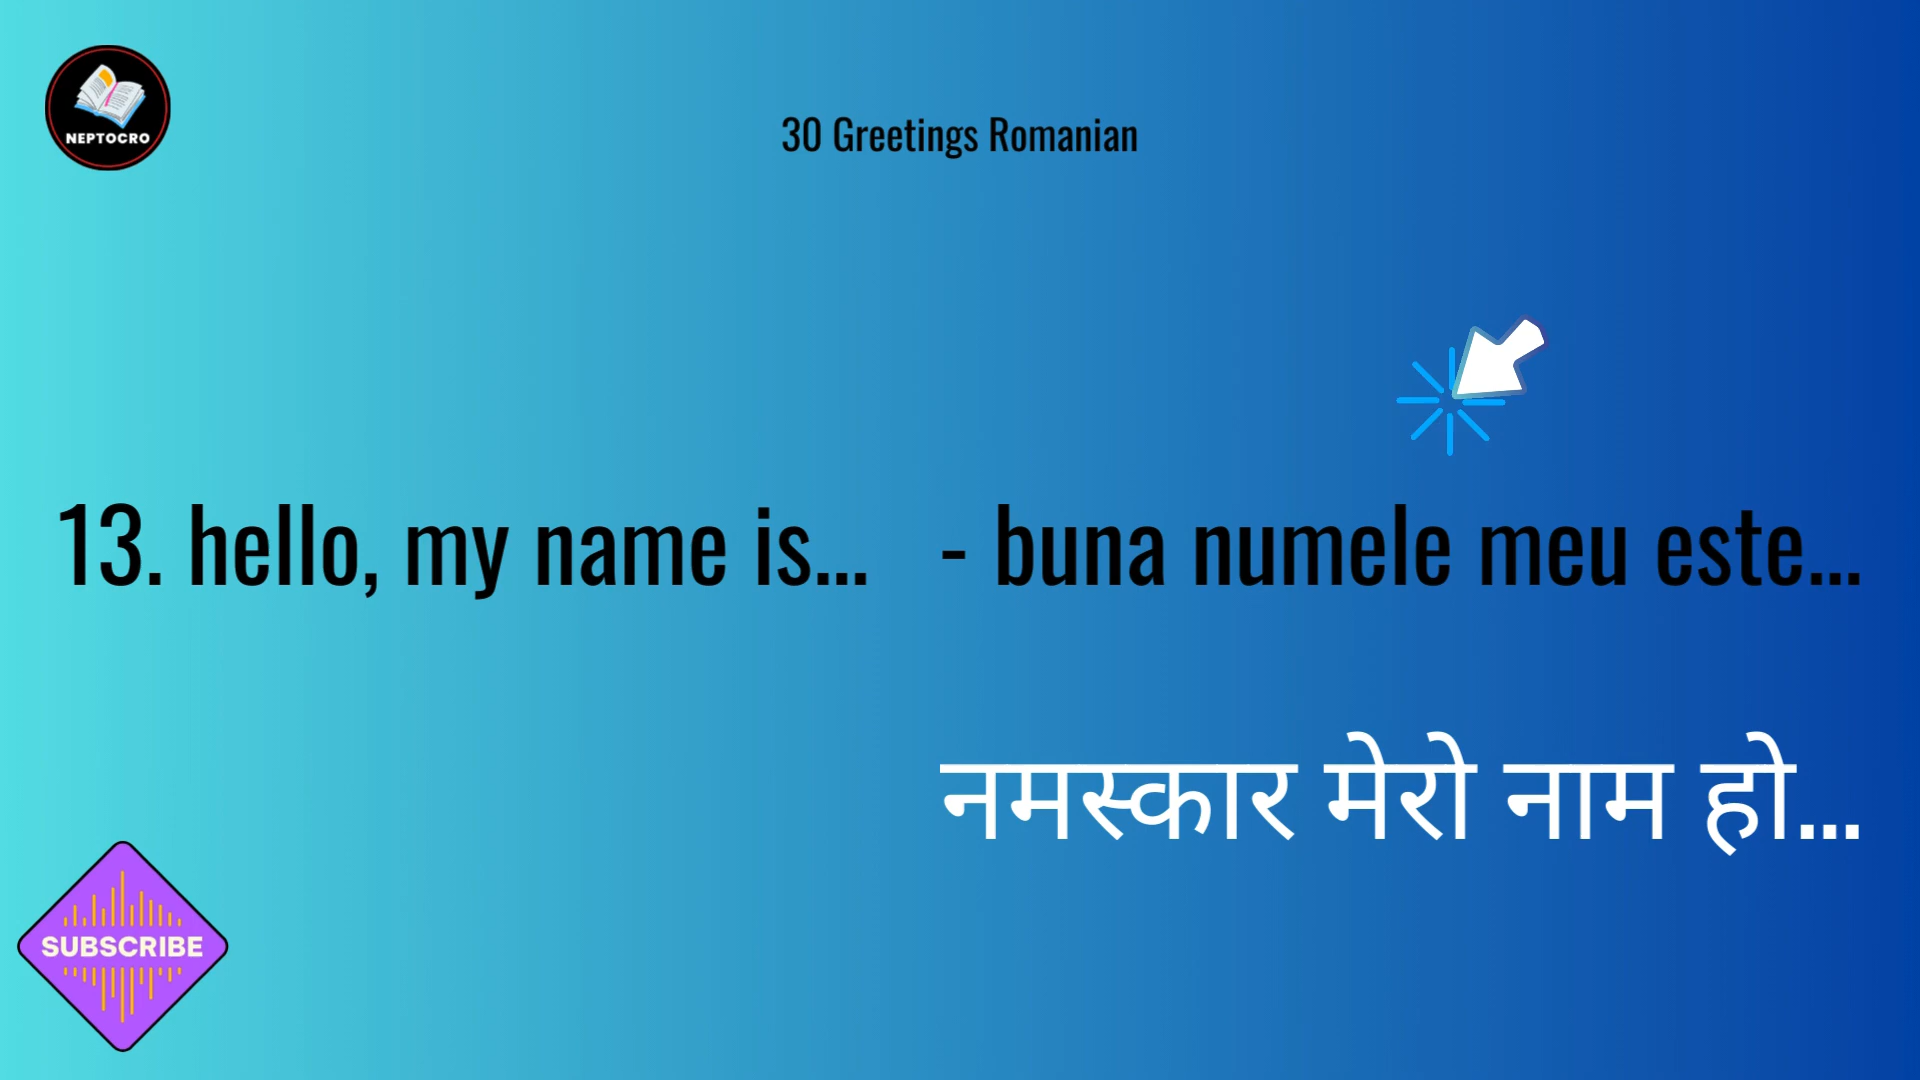 NEPTOCRO
30 Greetings Romanian
13. hello, my name is... - buna numele meu este...
नमस्कार मेरो नाम हो...
SUBSCRIBE